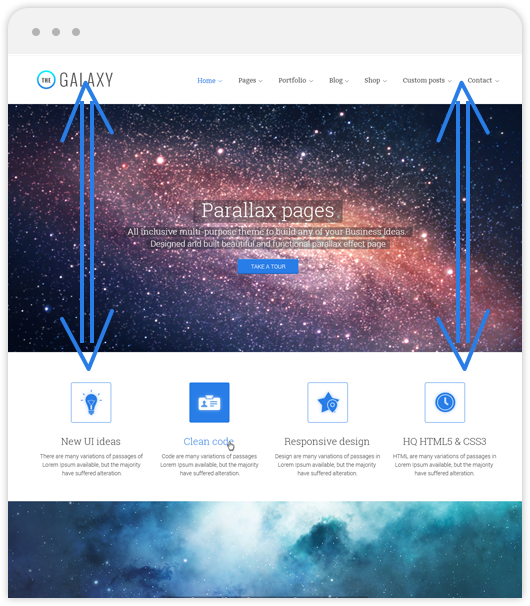 THE GALAXY
Home Pages Portfolio Blog Shop Custom posts Contact
Parallax pages
All inclusive multi-purpose theme to build any of your Business Ideas.
Designed and built beautiful and functional parallax effect page
TAKE A TOUR
New UI ideas
There are many variations of passages of
Lorem Ipsum available, but the majority
have suffered alteration.
Clean code
Code are many variations of passages
Lorem Ipsum available, but the majority
have suffered alteration.
Responsive design
Design are many variations of passages in
Lorem Ipsum available, but the majority
have suffered alteration.
HQ HTML5 & CSS3
HTML are many variations of passages in
Lorem Ipsum available, but the majority
have suffered alteration.